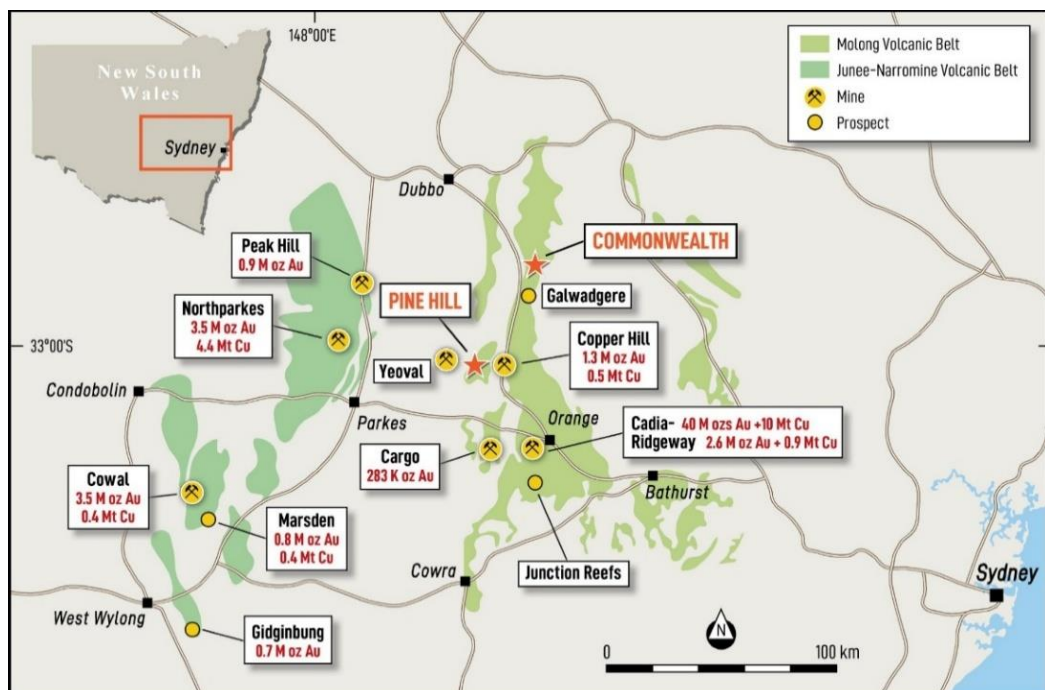 148°00'E
New South
Wales
Sydney
Molong Volcanic Belt
Junee-Narromine Volcanic Belt
Mine
Prospect
Dubbo
COMMONWEALTH
Peak Hill
0.9 M oz Au
PINE HILL
Galwadgere
Northparkes
3.5 M oz Au
4.4 Mt Cu
33°00'S
Copper Hill
1.3 M oz Au
0.5 Mt Cu
Yeoval
Condobolin
Parkes
Orange
Cadia- 40 M ozs Au +10 Mt Cu
Ridgeway 2.6 M oz Au + 0.9 Mt Cu
Cargo
283 K oz Au
Cowal
3.5 M oz Au
0.4 Mt Cu
Bathurst
Marsden
0.8 M oz Au
0.4 Mt Cu
Junction Reefs
Cowra
Sydney
West Wylong
Gidginbung
0.7 M oz Au
N
0
100 km